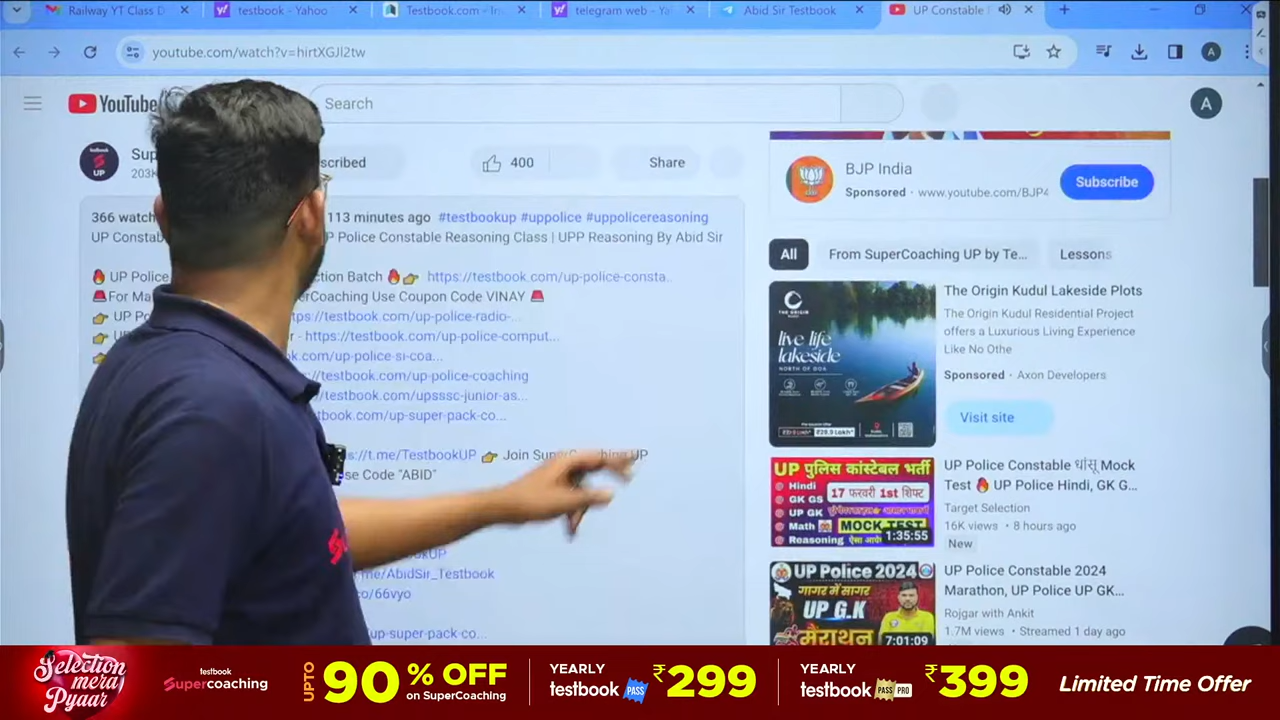 Railway YT Class D
testbook - Yahoo
Testbook.com - In
telegram web - Ya
Abid Sir Testbook
UP Constable
youtube.com/watch?v=hirtXGJl2tw
A
YouTube
Search
A
testbook
UP
Sup
203K
scribed
400
Share
366 watch
113 minutes ago #testbookup #uppolice #uppolicereasoning
UP Consta
P Police Constable Reasoning Class | UPP Reasoning By Abid Sir
UP Police
ction Batch
https://testbook.com/up-police-consta..
For Ma
erCoaching Use Coupon Code VINAY
UP Po
ps://testbook.com/up-police-radio-...
or - https://testbook.com/up-police-comput...
k.com/up-police-si-coa...
/testbook.com/up-police-coaching
tbook.com/upsssc-junior-as...
tbook.com/up-super-pack-co...
s://t.me/TestbookUP
Join SuperCoaching UP
se Code "ABID"
me/AbidSir_Testbook
co/66vyo
up-super-pack-co...
BJP India
Sponsored • www.youtube.com/BJP4
Subscribe
All
From SuperCoaching UP by Te...
Lessons
live life
lakeside
NORTH OF GOA
The Origin Kudul Lakeside Plots
The Origin Kudul Residential Project
offers a Luxurious Living Experience
Like No Othe
Sponsored • Axon Developers
Visit site
UP पुलिस कांस्टेबल भर्ती
Hindi
GK GS
UP GK
Math
Reasoning
17 फरवरी 1st शिफ्ट
MOCK TEST
1:35:55
UP Police Constable धांसू Mock
Test 🔥 UP Police Hindi, GK G...
Target Selection
16K views • 8 hours ago
New
UP Police 2024
गागर में सागर
UP G.K
मैराथन
7:01:09
UP Police Constable 2024
Marathon, UP Police UP GK...
Rojgar with Ankit
1.7M views • Streamed 1 day ago
Selection
mera
Pyaar
testbook
Supercoaching
UPTO
90% OFF
on SuperCoaching
YEARLY
testbook PASS
₹299
YEARLY
testbook PASS PRO
₹399
Limited Time Offer